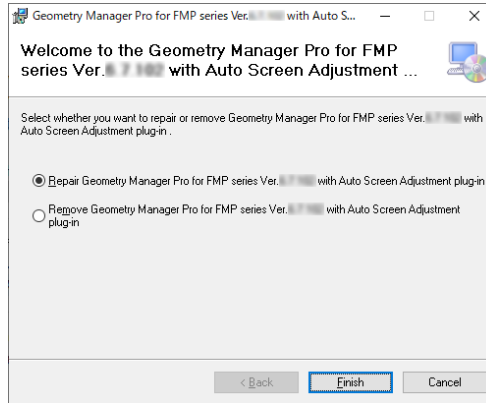 Geometry Manager Pro for FMP series Ver. with Auto S...
Welcome to the Geometry Manager Pro for FMP
series Ver. with Auto Screen Adjustment ...
Select whether you want to repair or remove Geometry Manager Pro for FMP series Ver. with
Auto Screen Adjustment plug-in .
Repair Geometry Manager Pro for FMP series Ver. with Auto Screen Adjustment plug-in
Remove Geometry Manager Pro for FMP series Ver. with Auto Screen Adjustment
plug-in
< Back Finish Cancel